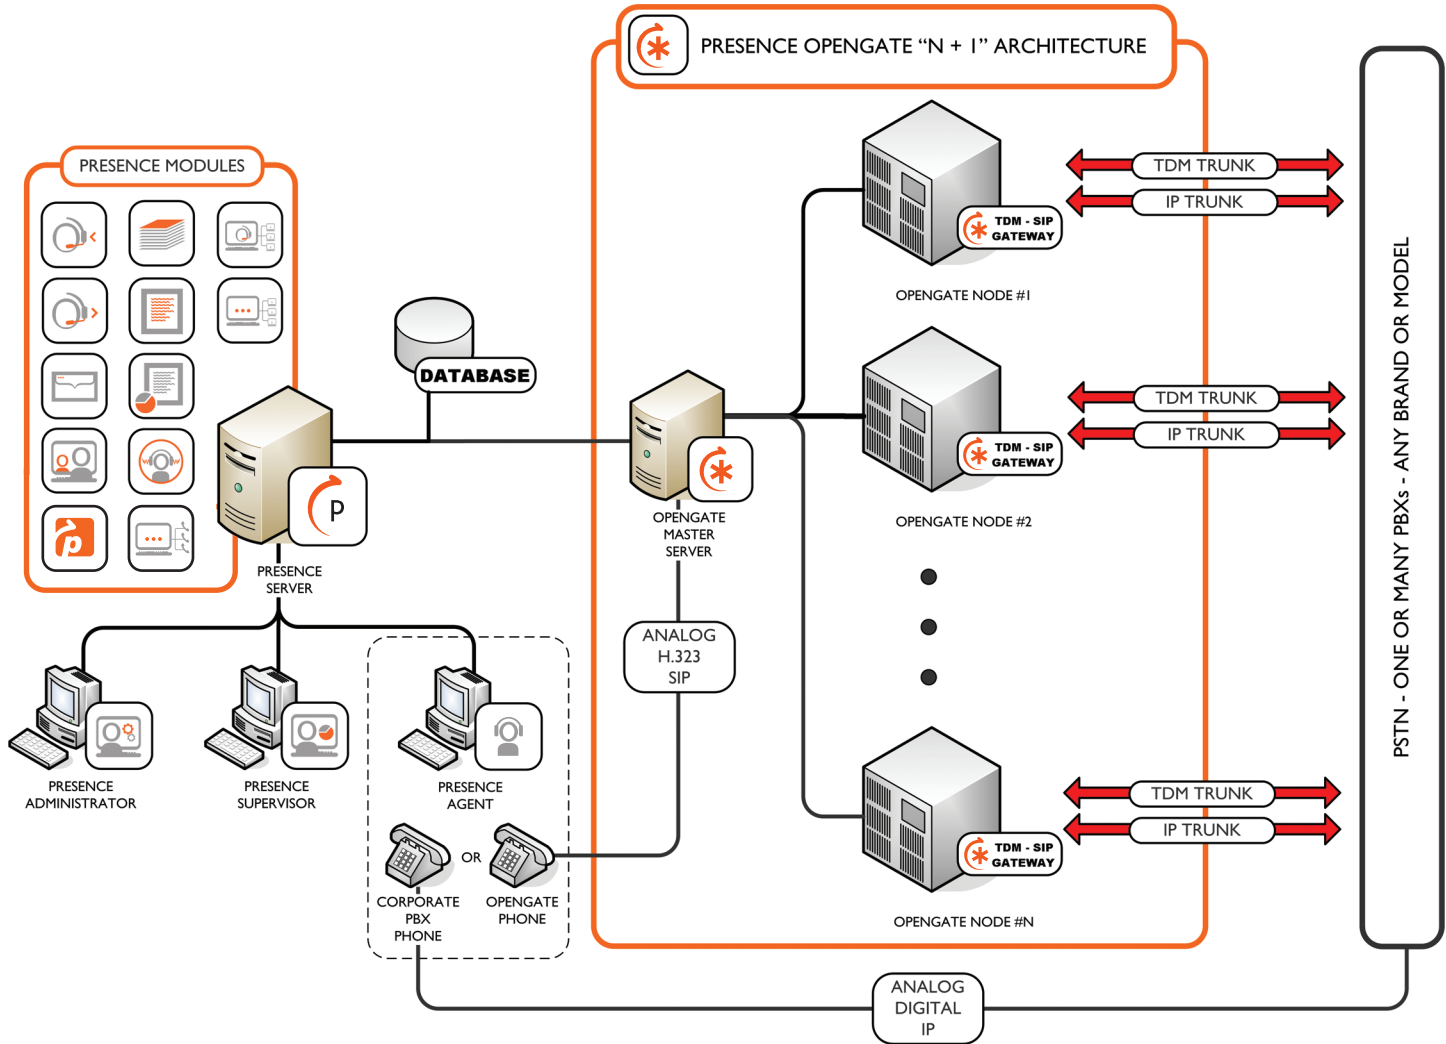 PRESENCE OPENGATE “N + 1” ARCHITECTURE
PRESENCE MODULES
TDM TRUNK
IP TRUNK
TDM - SIP
GATEWAY
OPENGATE NODE #1
DATABASE
TDM TRUNK
IP TRUNK
TDM - SIP
GATEWAY
OPENGATE NODE #2
P
OPENGATE
MASTER
SERVER
PRESENCE
SERVER
PSTN - ONE OR MANY PBXs - ANY BRAND OR MODEL
ANALOG
H.323
SIP
PRESENCE
ADMINISTRATOR
PRESENCE
SUPERVISOR
PRESENCE
AGENT
TDM TRUNK
IP TRUNK
TDM - SIP
GATEWAY
OPENGATE NODE #N
OR
CORPORATE
PBX
PHONE
OPENGATE
PHONE
ANALOG
DIGITAL
IP
p